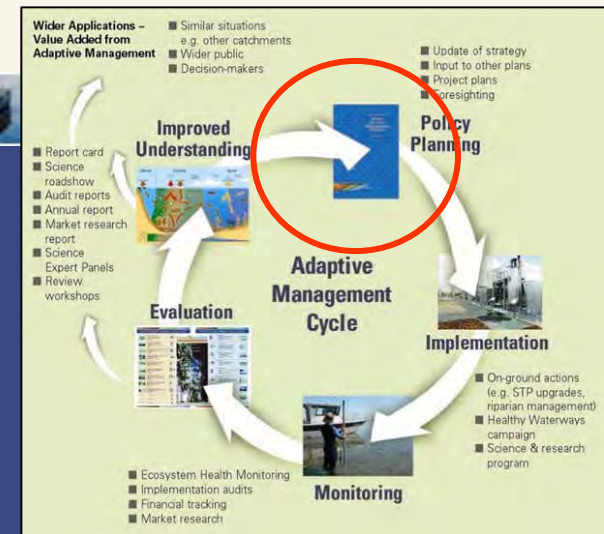 Wider Applications –
Value Added from
Adaptive Management
■ Similar situations
e.g. other catchments
■ Wider public
■ Decision-makers
■ Update of strategy
■ Input to other plans
■ Project plans
■ Foresighting
Improved
Understanding
Policy
Planning
■ Report card
■ Science
roadshow
■ Audit reports
■ Annual report
■ Market research
report
■ Science
Expert Panels
■ Review
workshops
Adaptive
Management
Cycle
Evaluation
Implementation
■ On-ground actions
(e.g. STP upgrades,
riparian management)
■ Healthy Waterways
campaign
■ Science & research
program
Monitoring
■ Ecosystem Health Monitoring
■ Implementation audits
■ Financial tracking
■ Market research